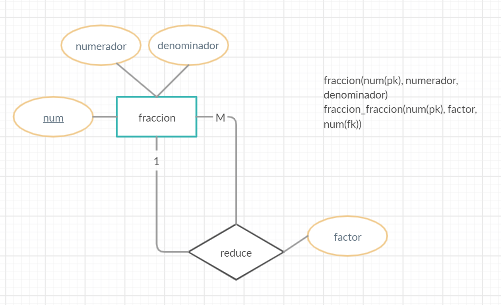 numerador
denominador
num
fraccion
M
1
reduce
factor
fraccion(num(pk), numerador,
denominador)
fraccion_fraccion(num(pk), factor,
num(fk))